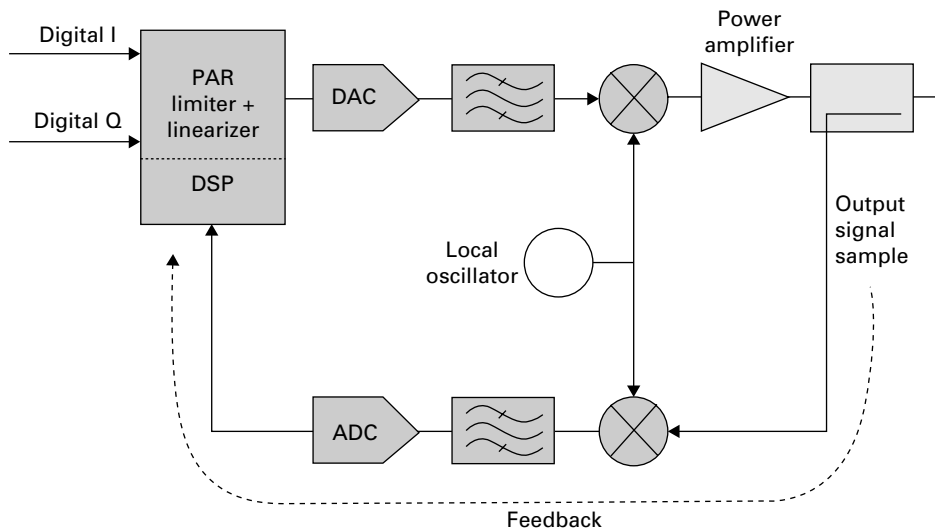 Digital I
Digital Q
PAR
limiter +
linearizer
DSP
DAC
Power
amplifier
Output
signal
sample
Local
oscillator
ADC
Feedback